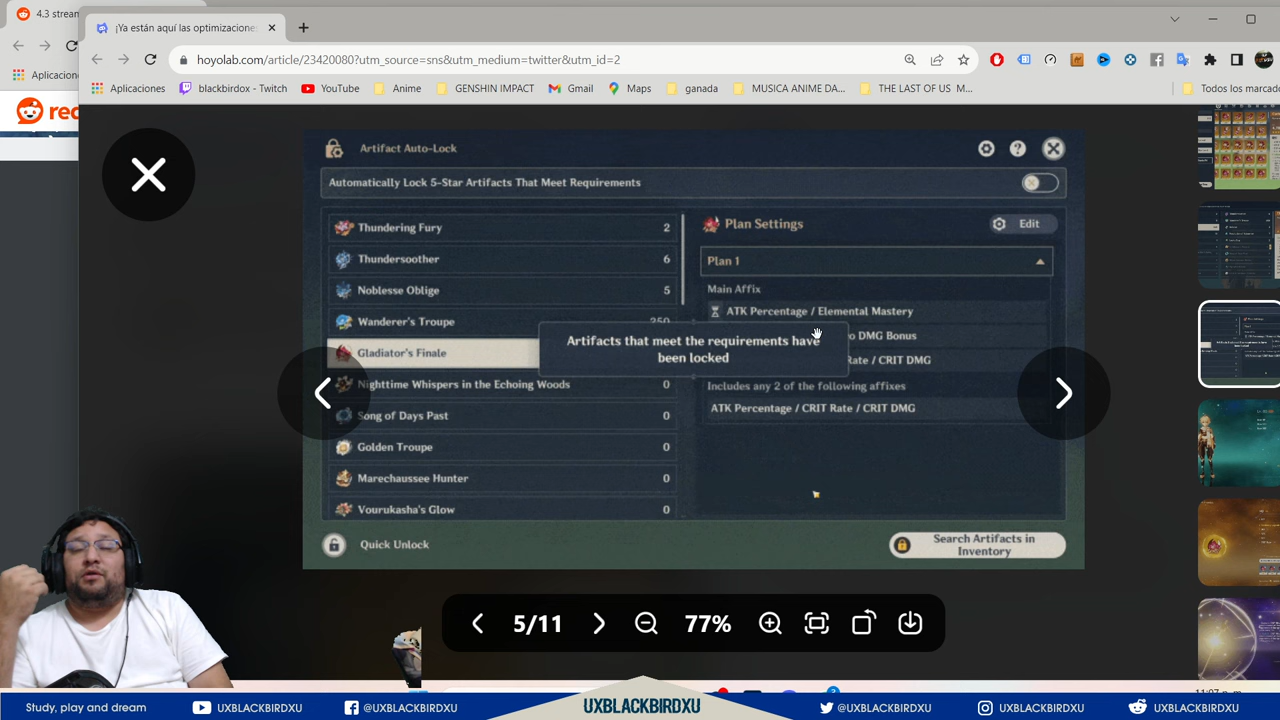 4.3 strean
¡Ya están aquí las optimizacione
hoyolab.com/article/23420080?utm_source=sns&utm_medium=twitter&utm_id=2
Aplicacion
Aplicaciones
blackbirdox - Twitch
YouTube
Anime
GENSHIN IMPACT
Gmail
Maps
ganada
MUSICA ANIME DA...
THE LAST OF US M...
Todos los marcado
Artifact Auto-Lock
Automatically Lock 5-Star Artifacts That Meet Requirements
Thundering Fury 2
Thundersoother 6
Noblesse Oblige 5
Wanderer's Troupe 250
Gladiator's Finale
Nighttime Whispers in the Echoing Woods 0
Song of Days Past 0
Golden Troupe 0
Marechaussee Hunter 0
Vourukasha's Glow 0
Plan Settings
Edit
Plan 1
Main Affix
ATK Percentage / Elemental Mastery
o DMG Bonus
Rate / CRIT DMG
Includes any 2 of the following affixes
ATK Percentage / CRIT Rate / CRIT DMG
Artifacts that meet the requirements have
been locked
Quick Unlock
Search Artifacts in
Inventory
5/11
77%
Study, play and dream
UXBLACKBIRDXU
@UXBLACKBIRDXU
UXBLACKBIRDXU
@UXBLACKBIRDXU
UXBLACKBIRDXU
UXBLACKBIRDXU